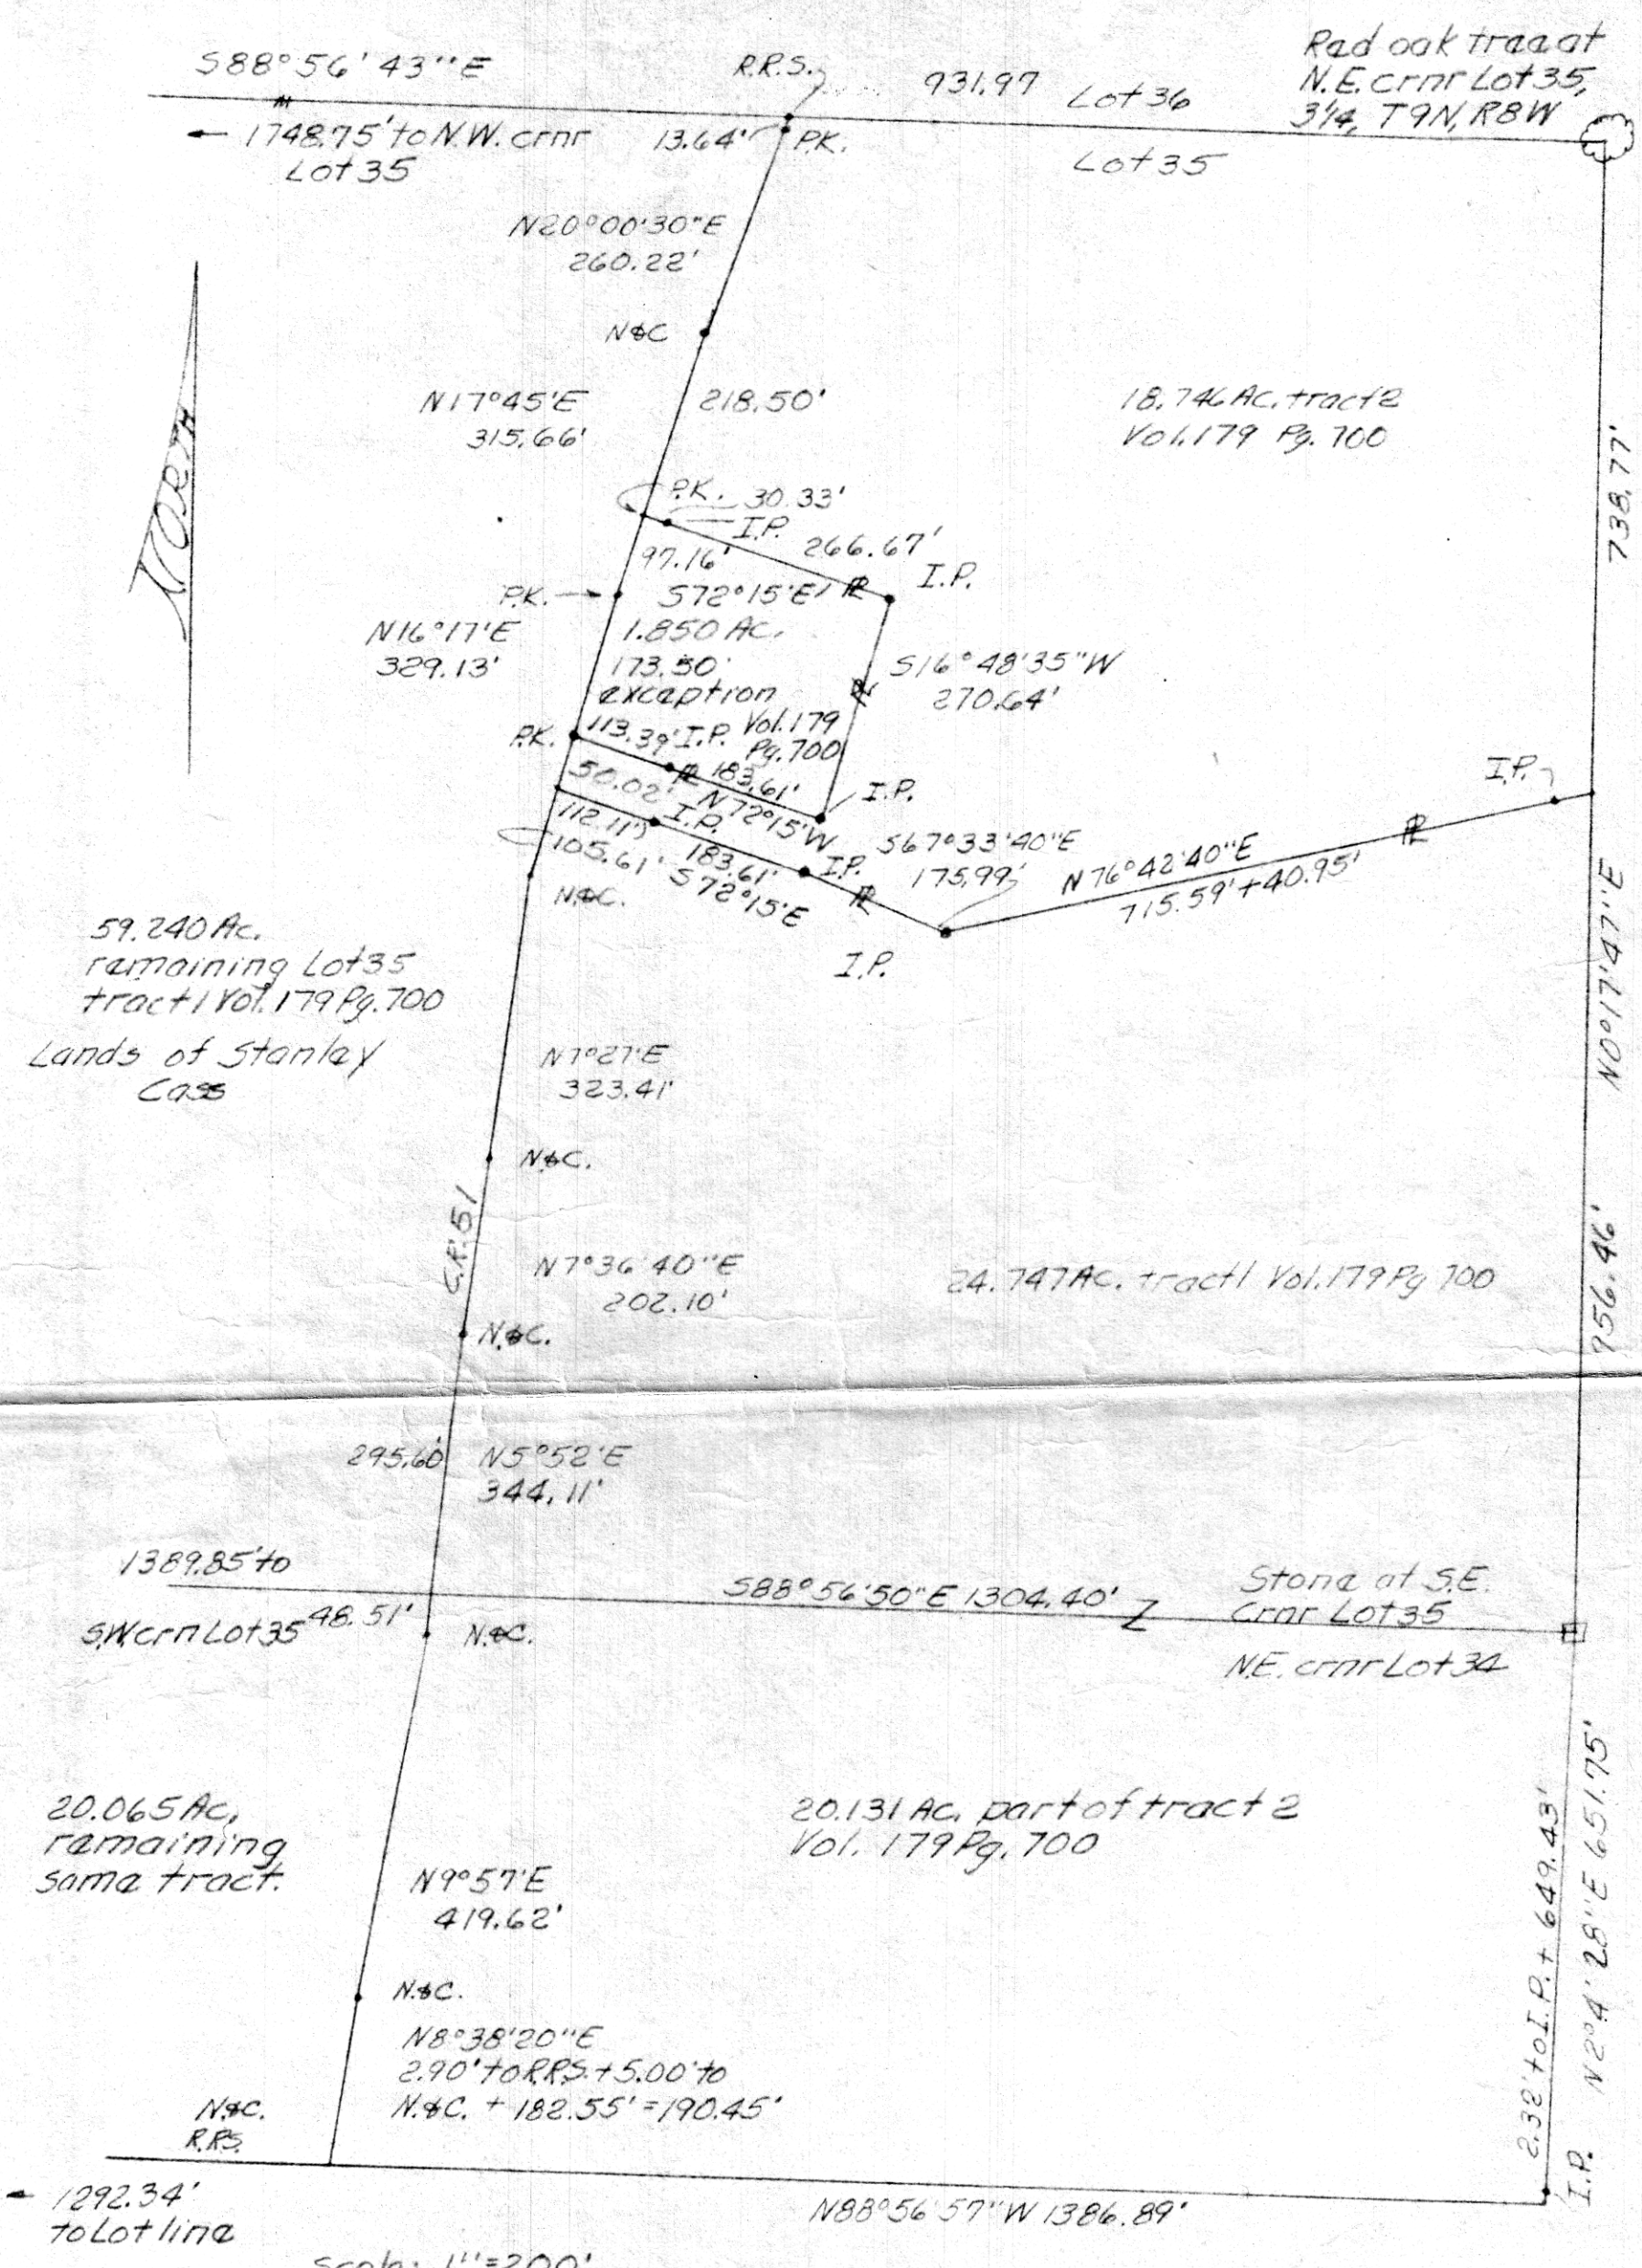 S88°56'43"E
R.R.S.
931.97
Lot 36
Red oak tree at
N.E. crnr Lot 35,
3 1/4, T9N, R8W
← 1748.75' to N.W. crnr
Lot 35
13.64'
P.K.
Lot 35
N20°00'30"E
260.22'
N&C
N17°45'E
315.66'
218.50'
18.746 AC. tract 2
Vol. 179 Pg. 700
738.77'
NORTH
P.K. 30.33'
I.P.
266.67'
I.P.
97.16'
S72°15'E
P.K.
N16°17'E
329.13'
1.850 AC.
173.50'
exception
Vol. 179
Pg. 700
S16°48'35"W
270.64'
P.K.
113.39' I.P.
183.61'
N72°15'W
I.P.
50.02'
112.11'
I.P.
105.61'
183.61'
S72°15'E
I.P.
N&C.
S67°33'40"E
175.99'
I.P.
N76°42'40"E
715.59' + 40.95'
I.P.
N0°17'47"E
59.240 Ac.
remaining Lot 35
tract 1 Vol. 179 Pg. 700
Lands of Stanley
Cass
N7°27'E
323.41'
N&C.
C.R. 51
N7°36'40"E
202.10'
24.747 AC. tract 1 Vol. 179 Pg 700
956.46'
N.&C.
295.60'
N5°52'E
344.11'
1389.85' to
S.W. crn Lot 35
48.51'
N.&C.
S88°56'50"E 1304.40'
Stone at S.E.
Crnr Lot 35
N.E. crnr Lot 34
20.065 Ac.
remaining
same tract.
20.131 Ac. part of tract 2
Vol. 179 Pg. 700
N9°57'E
419.62'
N.&C.
N8°38'20"E
2.90' to R.R.S. + 5.00' to
N.&C. + 182.55' = 190.45'
N&C.
R.R.S.
2.32' to I.P. + 649.43'
N2°4'28"E 651.75'
I.P.
← 1292.34'
to Lot line
N88°56'57"W 1386.89'
Scale: 1"=200'